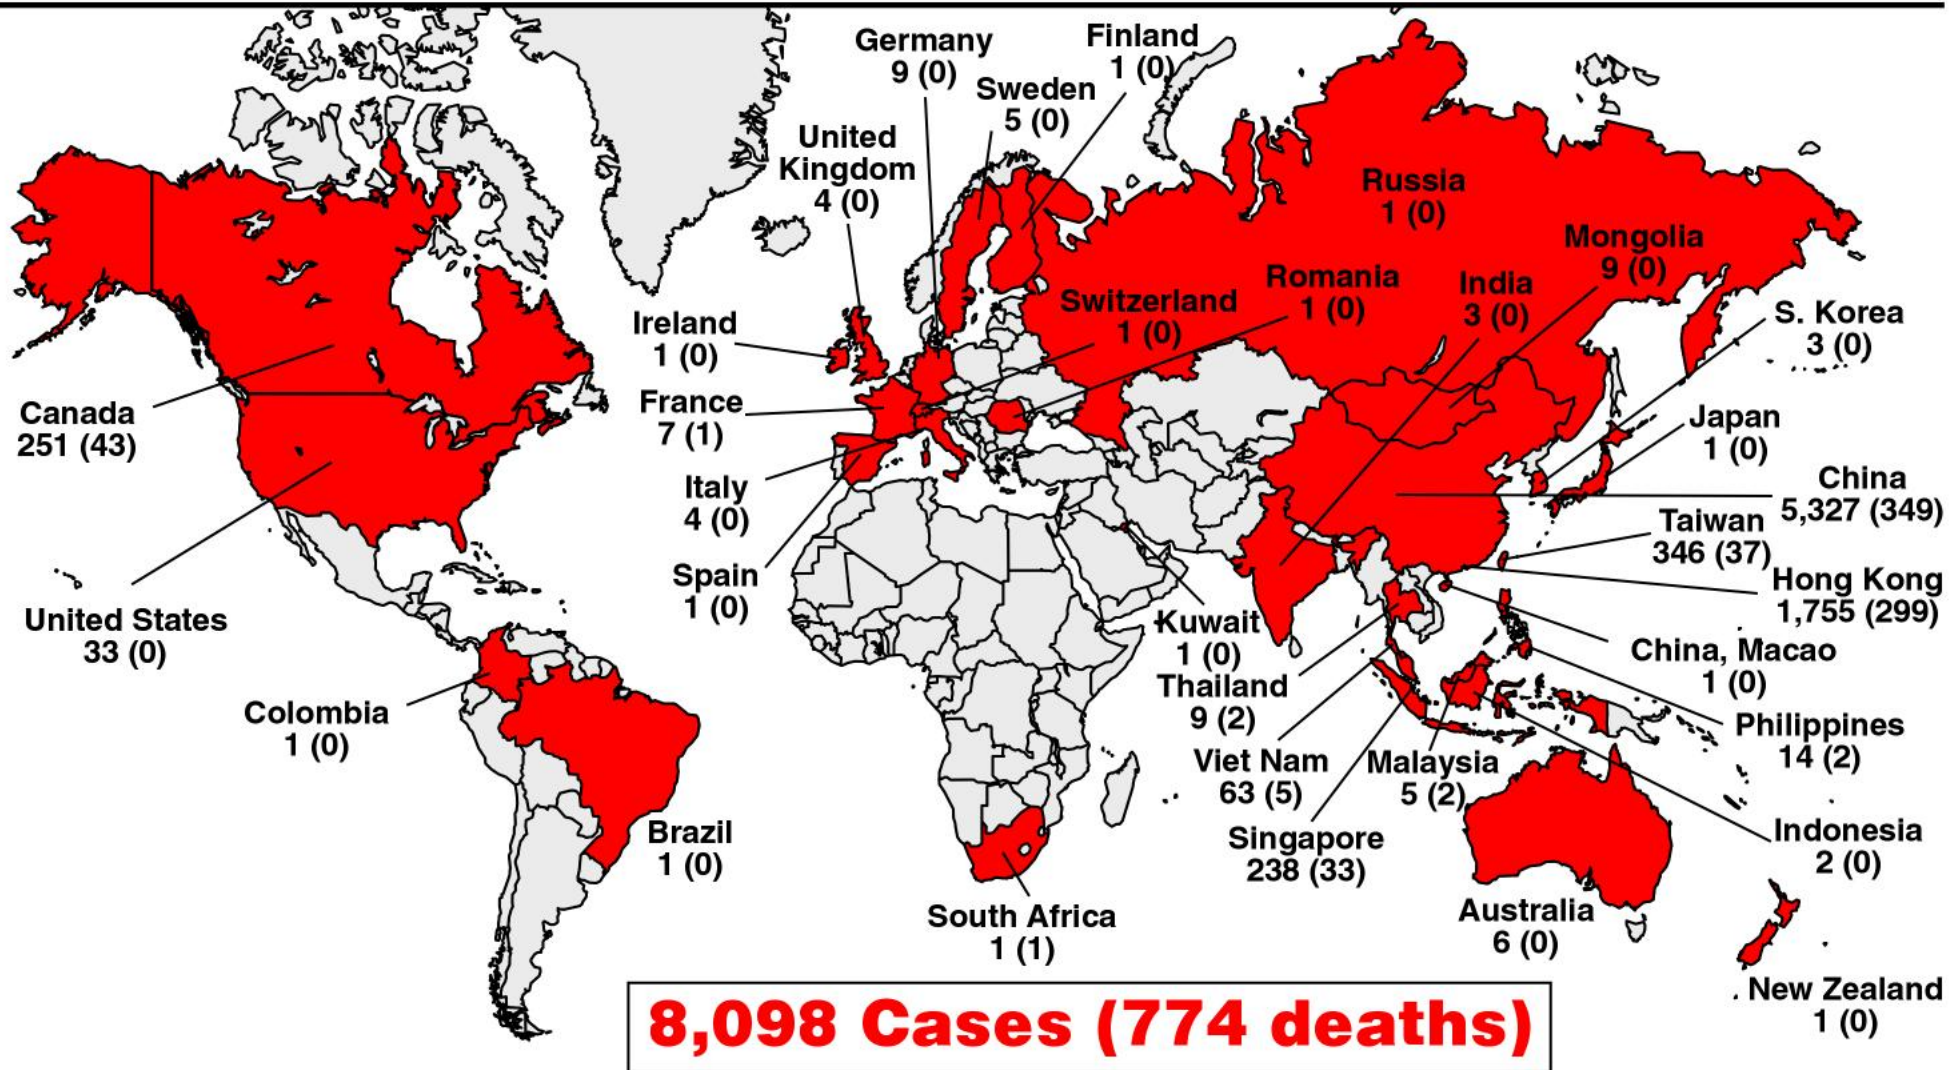 Germany
9 (0)
Finland
1 (0)
Sweden
5 (0)
United
Kingdom
4 (0)
Russia
1 (0)
Mongolia
9 (0)
Romania
1 (0)
India
3 (0)
Switzerland
1 (0)
S. Korea
3 (0)
Ireland
1 (0)
France
7 (1)
Canada
251 (43)
Japan
1 (0)
Italy
4 (0)
China
5,327 (349)
Taiwan
346 (37)
Spain
1 (0)
Hong Kong
1,755 (299)
United States
33 (0)
Kuwait
1 (0)
China, Macao
1 (0)
Thailand
9 (2)
Colombia
1 (0)
Philippines
14 (2)
Viet Nam
63 (5)
Malaysia
5 (2)
Brazil
1 (0)
Singapore
238 (33)
Indonesia
2 (0)
South Africa
1 (1)
Australia
6 (0)
New Zealand
1 (0)
8,098 Cases (774 deaths)